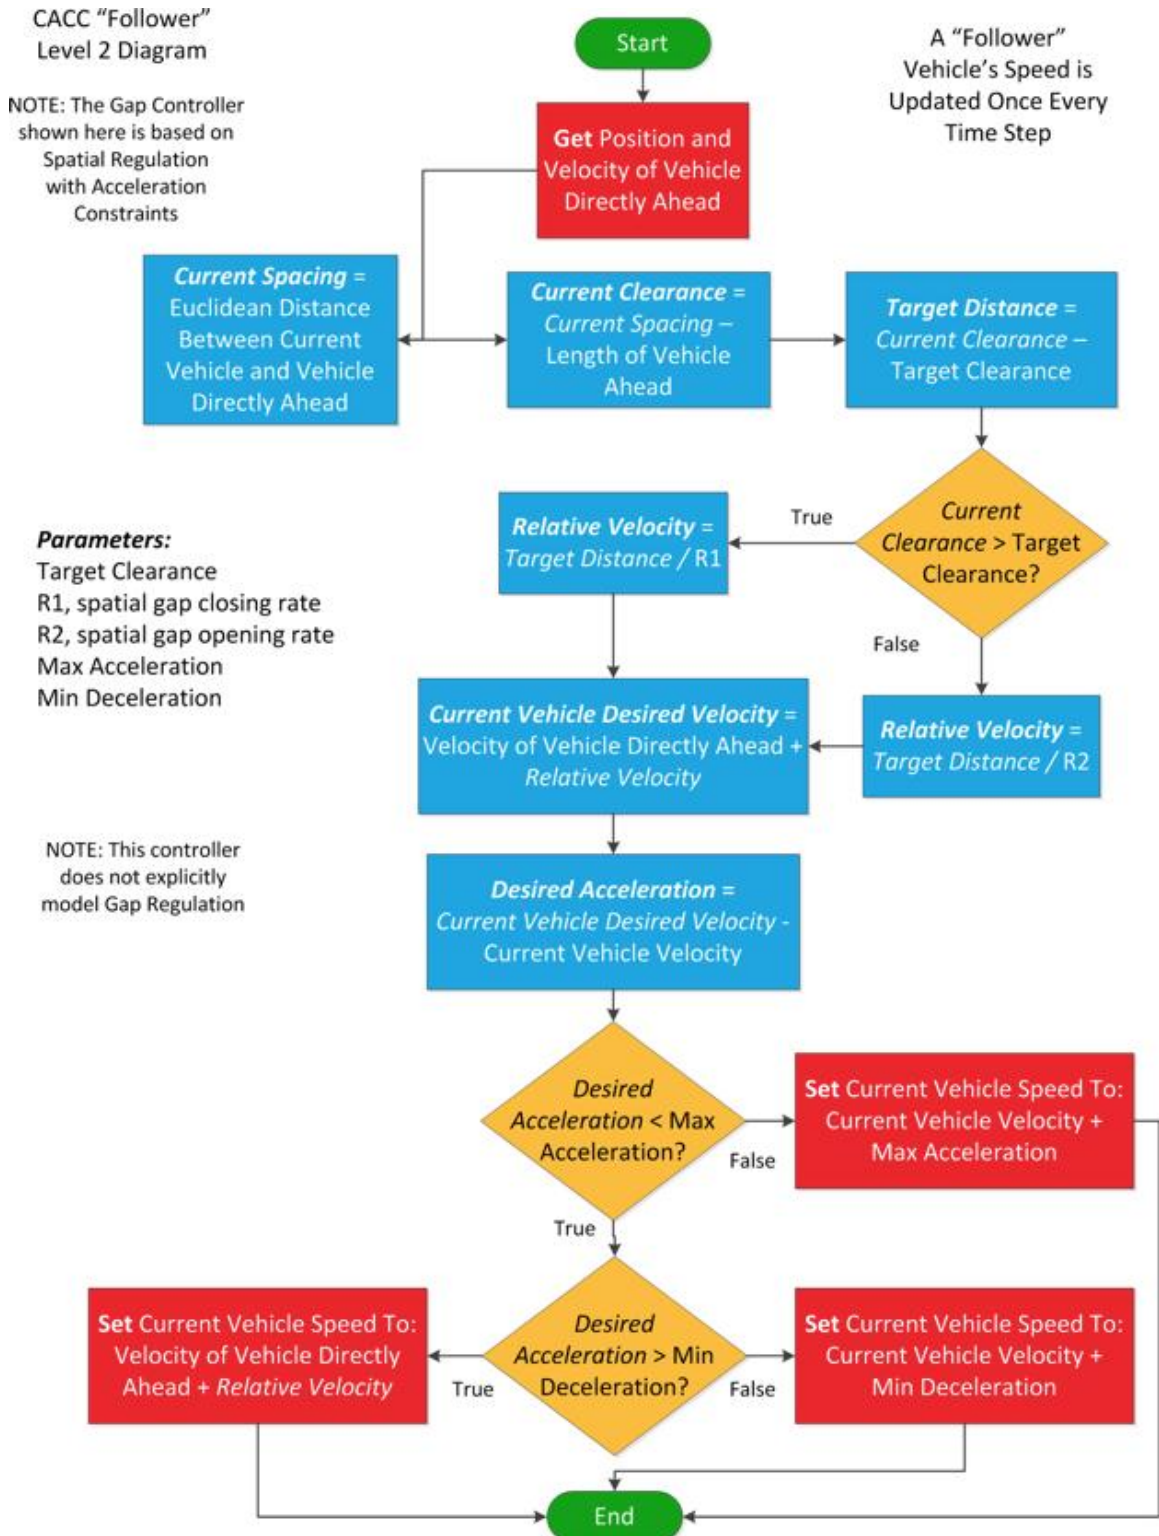 CACC “Follower”
Level 2 Diagram
NOTE: The Gap Controller
shown here is based on
Spatial Regulation
with Acceleration
Constraints
Start
A “Follower”
Vehicle’s Speed is
Updated Once Every
Time Step
Get Position and
Velocity of Vehicle
Directly Ahead
Current Spacing =
Euclidean Distance
Between Current
Vehicle and Vehicle
Directly Ahead
Current Clearance =
Current Spacing –
Length of Vehicle
Ahead
Target Distance =
Current Clearance –
Target Clearance
Current
Clearance > Target
Clearance?
True
False
Relative Velocity =
Target Distance / R1
Parameters:
Target Clearance
R1, spatial gap closing rate
R2, spatial gap opening rate
Max Acceleration
Min Deceleration
Relative Velocity =
Target Distance / R2
Current Vehicle Desired Velocity =
Velocity of Vehicle Directly Ahead +
Relative Velocity
NOTE: This controller
does not explicitly
model Gap Regulation
Desired Acceleration =
Current Vehicle Desired Velocity -
Current Vehicle Velocity
Desired
Acceleration < Max
Acceleration?
False
True
Set Current Vehicle Speed To:
Current Vehicle Velocity +
Max Acceleration
Desired
Acceleration > Min
Deceleration?
True
False
Set Current Vehicle Speed To:
Velocity of Vehicle Directly
Ahead + Relative Velocity
Set Current Vehicle Speed To:
Current Vehicle Velocity +
Min Deceleration
End